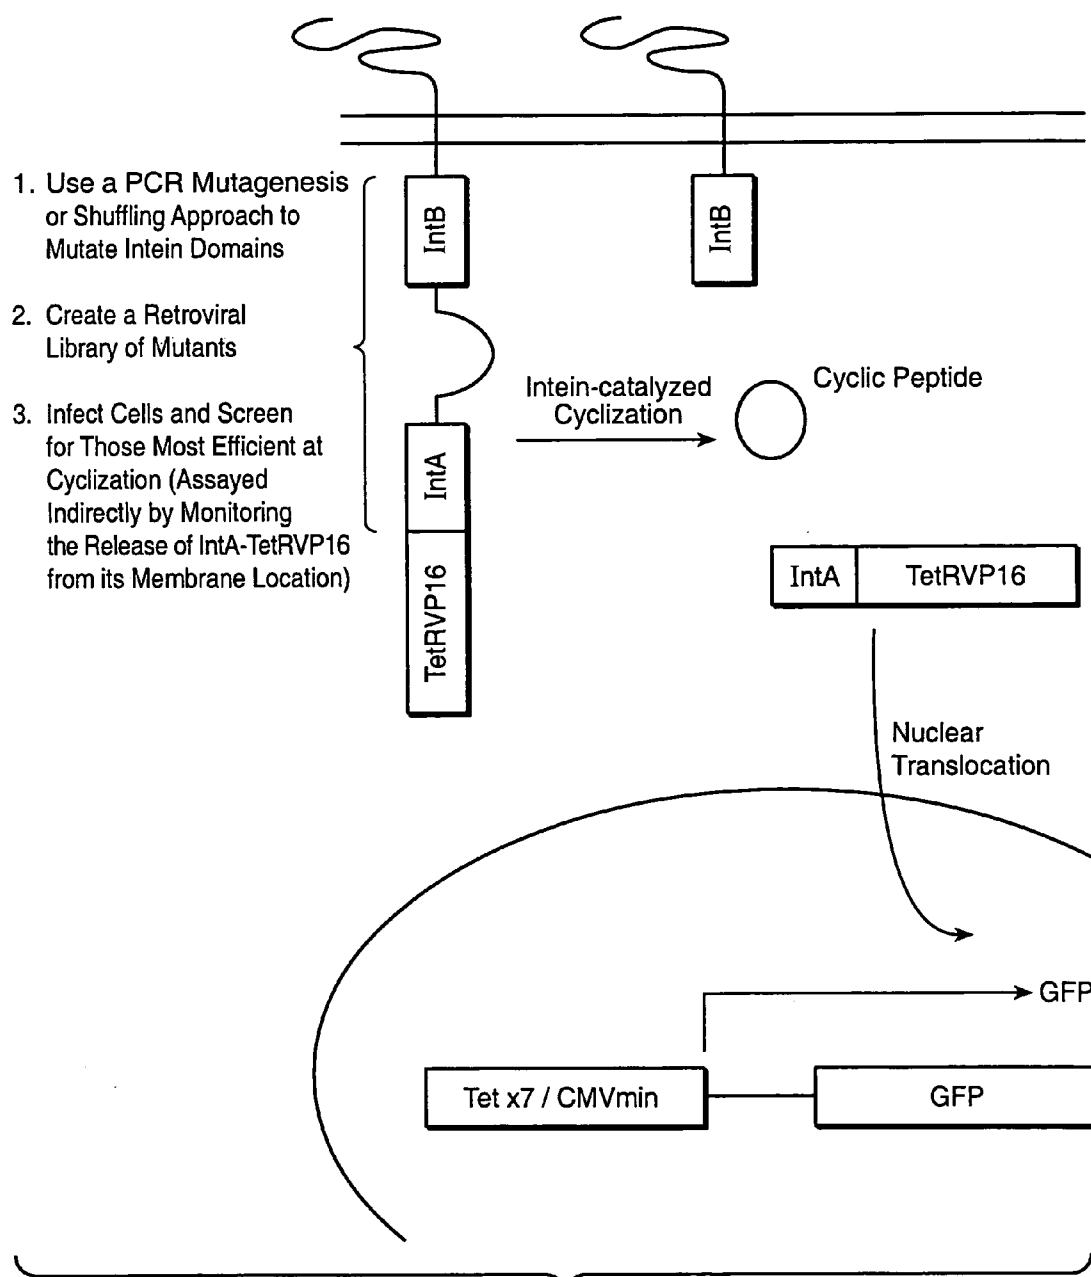 1. Use a PCR Mutagenesis
or Shuffling Approach to
Mutate Intein Domains
2. Create a Retroviral
Library of Mutants
3. Infect Cells and Screen
for Those Most Efficient at
Cyclization (Assayed
Indirectly by Monitoring
the Release of IntA-TetRVP16
from its Membrane Location)
IntB
IntA
TetRVP16
IntB
Intein-catalyzed
Cyclization
Cyclic Peptide
IntA TetRVP16
Nuclear
Translocation
GFP
Tet x7 / CMVmin
GFP